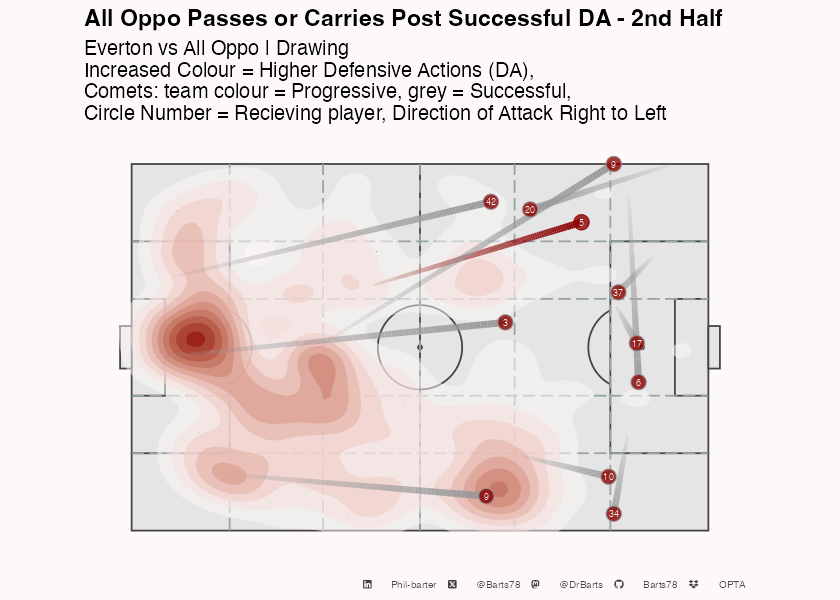 All Oppo Passes or Carries Post Successful DA - 2nd Half
Everton vs All Oppo | Drawing
Increased Colour = Higher Defensive Actions (DA),
Comets: team colour = Progressive, grey = Successful,
Circle Number = Recieving player, Direction of Attack Right to Left
9
42
20
5
37
3
17
6
10
9
34
Phil-barter @Barts78 @DrBarts Barts78 OPTA